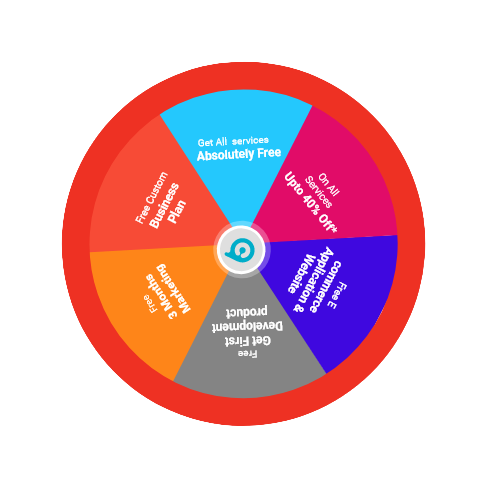 Get All services
Absolutely Free
On All
Services
Upto 40% Off*
Free E
commerce
Application &
Website
Free
Get First
Development
product
Free
3 Months
Marketing
Free Custom
Business
Plan